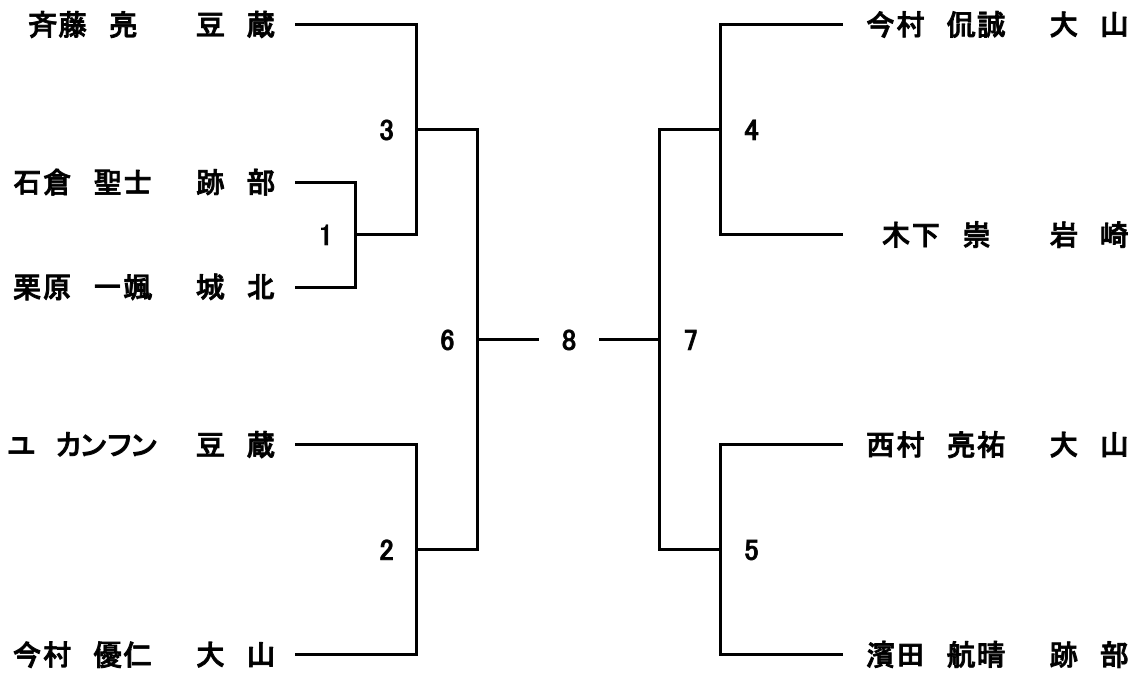 斉藤 亮 豆蔵
今村 侃誠 大山
3
4
石倉 聖士 跡部
1
木下 崇 岩崎
栗原 一颯 城北
6
8
7
ユ カンフン 豆蔵
西村 亮祐 大山
2
5
今村 優仁 大山
濱田 航晴 跡部